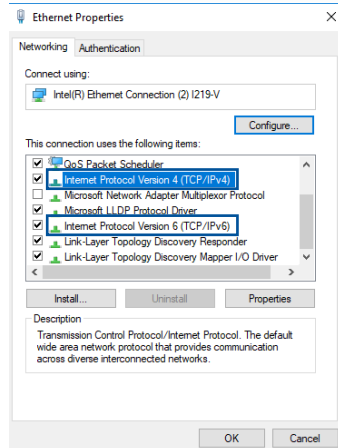 Ethernet Properties
Networking Authentication
Connect using:
Intel(R) Ethernet Connection (2) I219-V
Configure...
This connection uses the following items:
QoS Packet Scheduler
Internet Protocol Version 4 (TCP/IPv4)
Microsoft Network Adapter Multiplexor Protocol
Microsoft LLDP Protocol Driver
Internet Protocol Version 6 (TCP/IPv6)
Link-Layer Topology Discovery Responder
Link-Layer Topology Discovery Mapper I/O Driver
Install... Uninstall Properties
Description
Transmission Control Protocol/Internet Protocol. The default
wide area network protocol that provides communication
across diverse interconnected networks.
OK Cancel